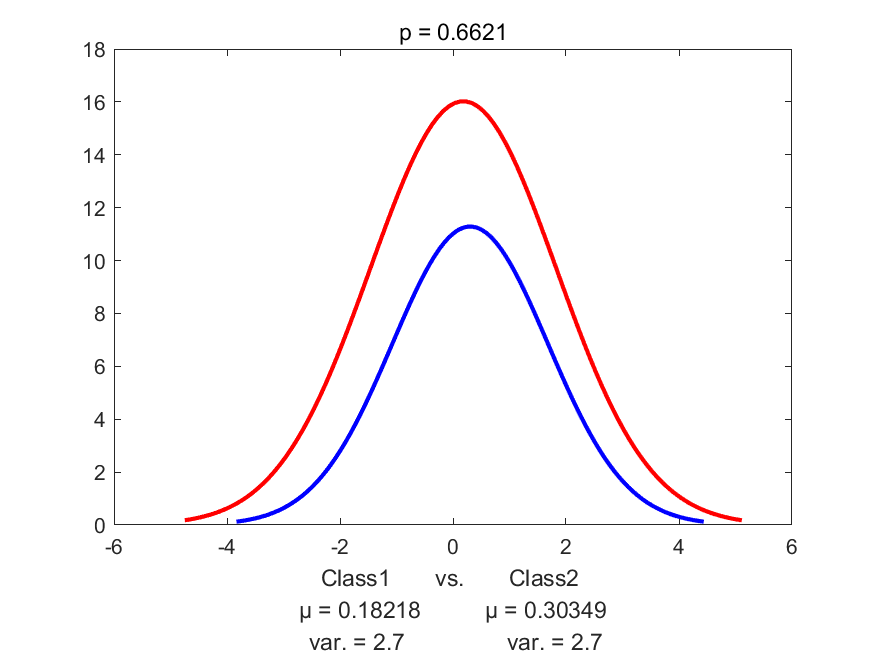 p = 0.6621
18
16
14
12
10
8
6
4
2
0
-6 -4 -2 0 2 4 6
Class1 vs. Class2
μ = 0.18218 μ = 0.30349
var. = 2.7 var. = 2.7